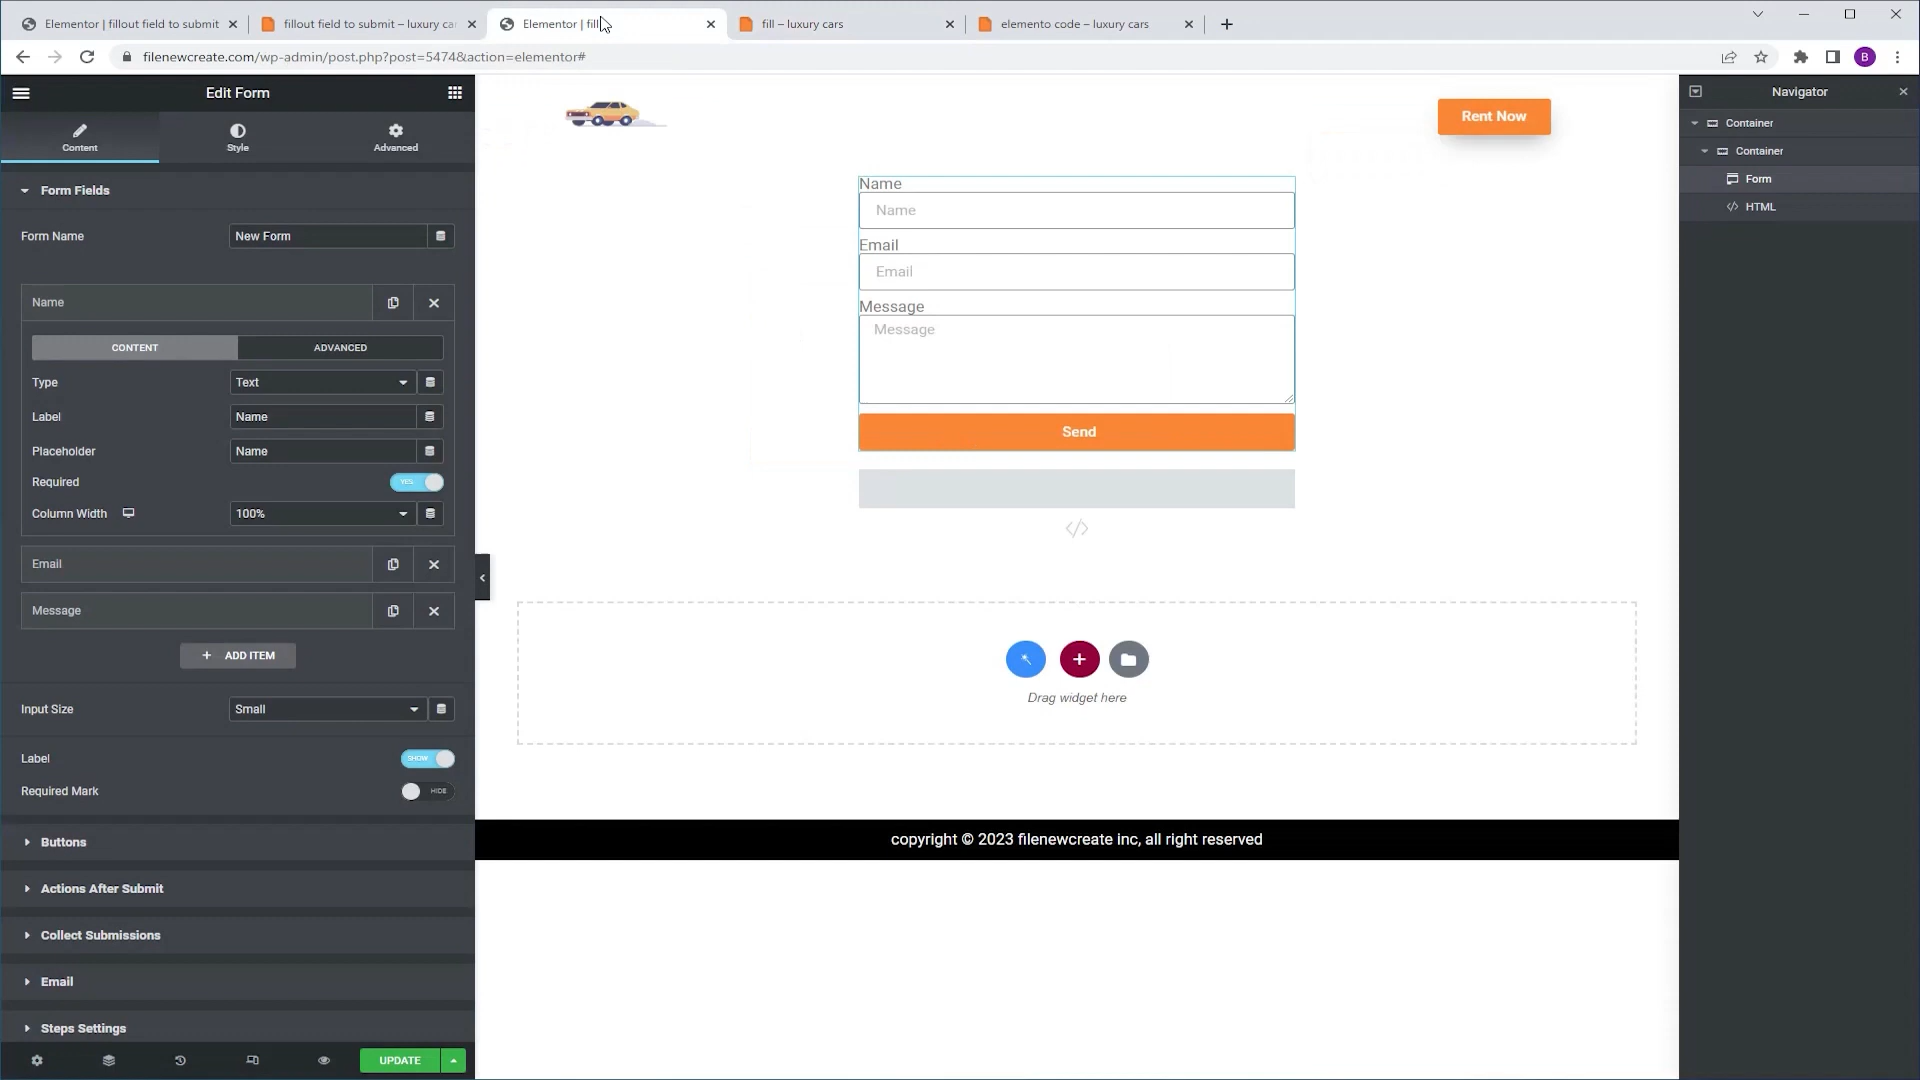 Elementor | fillout field to submit
fillout field to submit – luxury car
Elementor | fill
fill – luxury cars
elemento code – luxury cars
filenewcreate.com/wp-admin/post.php?post=5474&action=elementor#
B
Edit Form
Content
Style
Advanced
Form Fields
Form Name
New Form
Name
CONTENT
ADVANCED
Type
Text
Label
Name
Placeholder
Name
Required
YES
Column Width
100%
Email
Message
+ ADD ITEM
Input Size
Small
Label
SHOW
Required Mark
HIDE
Buttons
Actions After Submit
Collect Submissions
Email
Steps Settings
UPDATE
Rent Now
Name
Name
Email
Email
Message
Message
Send
</>
Drag widget here
copyright © 2023 filenewcreate inc, all right reserved
Navigator
Container
Container
Form
</> HTML